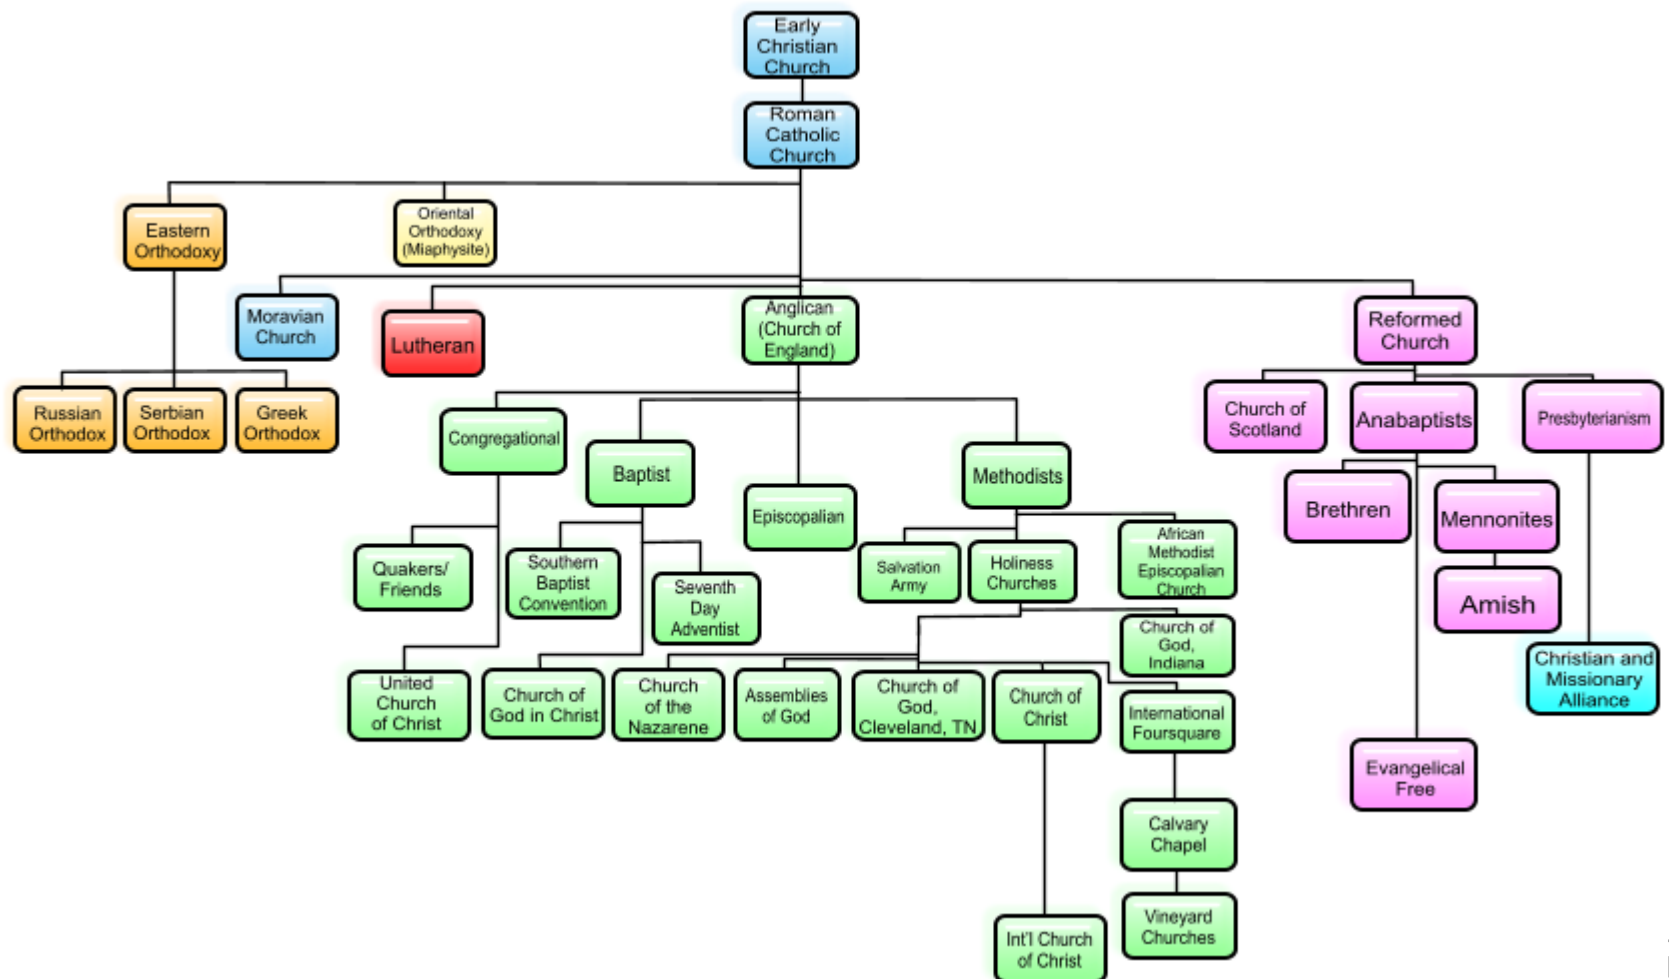 Early
Christian
Church
Roman
Catholic
Church
Eastern
Orthodoxy
Oriental
Orthodoxy
(Miaphysite)
Moravian
Church
Lutheran
Anglican
(Church of
England)
Reformed
Church
Russian
Orthodox
Serbian
Orthodox
Greek
Orthodox
Congregational
Baptist
Episcopalian
Methodists
Church of
Scotland
Anabaptists
Presbyterianism
Brethren
Mennonites
Amish
Quakers/
Friends
Southern
Baptist
Convention
Seventh
Day
Adventist
Salvation
Army
Holiness
Churches
African
Methodist
Episcopalian
Church
Church of
God,
Indiana
United
Church
of Christ
Church of
God in Christ
Church
of the
Nazarene
Assemblies
of God
Church of
God,
Cleveland, TN
Church of
Christ
International
Foursquare
Christian and
Missionary
Alliance
Evangelical
Free
Calvary
Chapel
Vineyard
Churches
Int'l Church
of Christ